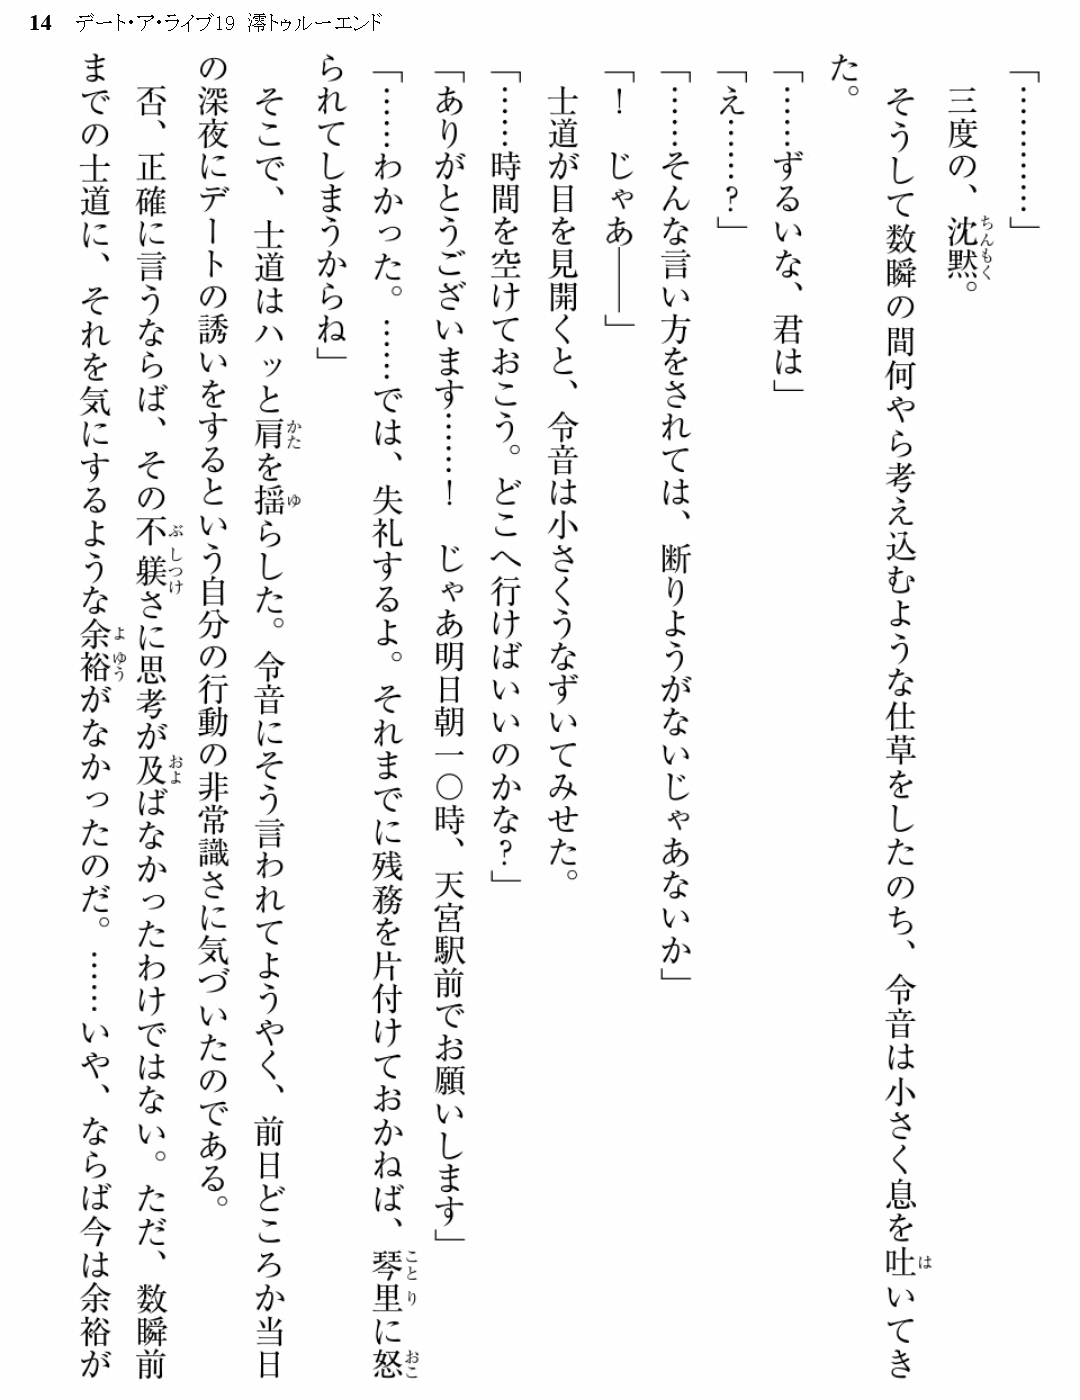 14 デート・ア・ライブ19 澪トゥルーエンド
「…………」
三度の、沈黙。
そうして数瞬の間何やら考え込むような仕草をしたのち、令音は小さく息を吐いてき
た。
「……ずるいな、君は」
「え……？」
「……そんな言い方をされては、断りようがないじゃあないか」
「！　じゃあ――」
士道が目を見開くと、令音は小さくうなずいてみせた。
「……時間を空けておこう。どこへ行けばいいのかな？」
「ありがとうございます……！　じゃあ明日朝一〇時、天宮駅前でお願いします」
「……わかった。……では、失礼するよ。それまでに残務を片付けておかねば、琴里に怒
られてしまうからね」
そこで、士道はハッと肩を揺らした。令音にそう言われてようやく、前日どころか当日
の深夜にデートの誘いをするという自分の行動の非常識さに気づいたのである。
否、正確に言うならば、その不躾さに思考が及ばなかったわけではない。ただ、数瞬前
までの士道に、それを気にするような余裕がなかったのだ。……いや、ならば今は余裕が